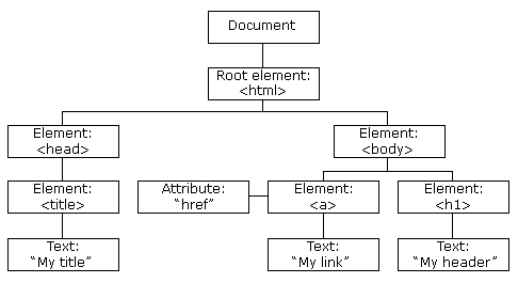 Document
Root element:
<html>
Element:
<head>
Element:
<body>
Element:
<title>
Attribute:
“href”
Element:
<a>
Element:
<h1>
Text:
“My title”
Text:
“My link”
Text:
“My header”